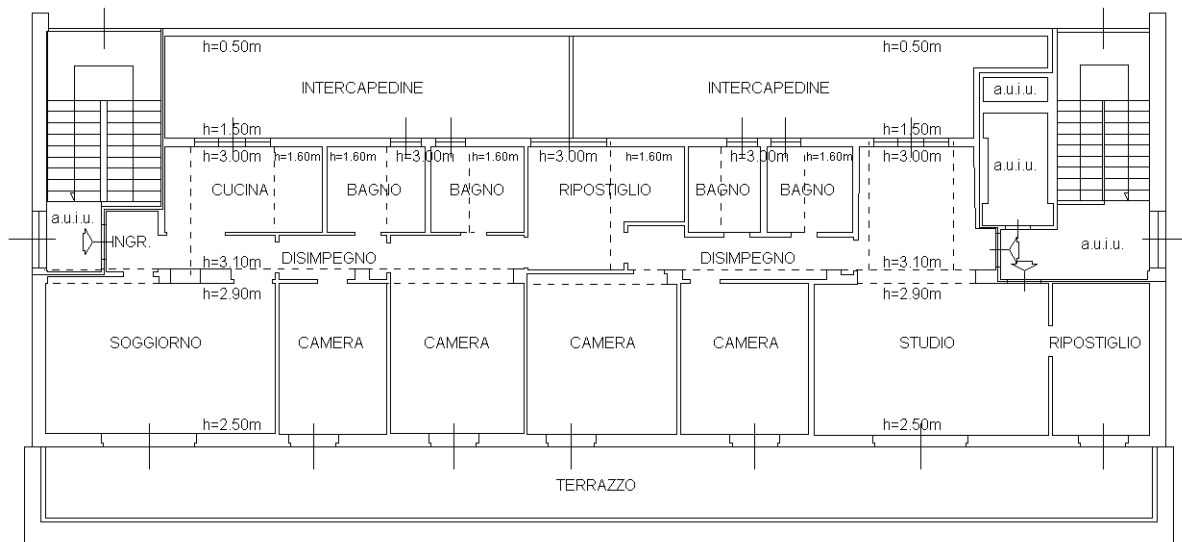 h=0.50m h=0.50m
INTERCAPEDINE INTERCAPEDINE a.u.i.u.
h=1.50m h=1.50m
h=3.00m h=1.60m h=1.60m h=3.00m h=1.60m h=3.00m h=1.60m h=3.00m h=1.60m h=3.00m
a.u.i.u.
CUCINA BAGNO BAGNO RIPOSTIGLIO BAGNO BAGNO
a.u.i.u.
INGR. a.u.i.u.
DISIMPEGNO DISIMPEGNO
h=3.10m h=3.10m
h=2.90m h=2.90m
SOGGIORNO CAMERA CAMERA CAMERA CAMERA STUDIO RIPOSTIGLIO
h=2.50m h=2.50m
TERRAZZO